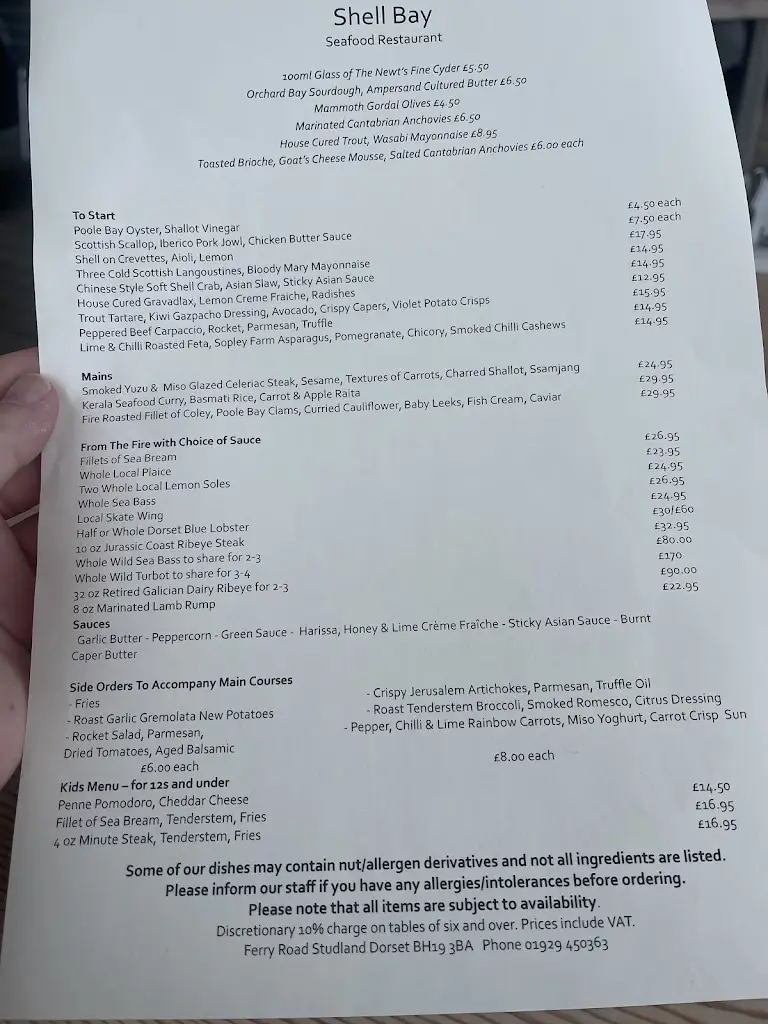 Shell Bay
Seafood Restaurant
100ml Glass of The Newt's Fine Cyder £5.50
Orchard Bay Sourdough, Ampersand Cultured Butter £6.50
Mammoth Gordal Olives £4.50
Marinated Cantabrian Anchovies £6.50
House Cured Trout, Wasabi Mayonnaise £8.95
Toasted Brioche, Goat's Cheese Mousse, Salted Cantabrian Anchovies £6.00 each
To Start
Poole Bay Oyster, Shallot Vinegar £4.50 each
Scottish Scallop, Iberico Pork Jowl, Chicken Butter Sauce £7.50 each
Shell on Crevettes, Aioli, Lemon £17.95
Three Cold Scottish Langoustines, Bloody Mary Mayonnaise £14.95
Chinese Style Soft Shell Crab, Asian Slaw, Sticky Asian Sauce £14.95
House Cured Gravadlax, Lemon Creme Fraiche, Radishes £12.95
Trout Tartare, Kiwi Gazpacho Dressing, Avocado, Crispy Capers, Violet Potato Crisps £15.95
Peppered Beef Carpaccio, Rocket, Parmesan, Truffle £14.95
Lime & Chilli Roasted Feta, Sopley Farm Asparagus, Pomegranate, Chicory, Smoked Chilli Cashews £14.95
Mains
Smoked Yuzu & Miso Glazed Celeriac Steak, Sesame, Textures of Carrots, Charred Shallot, Ssamjang £24.95
Kerala Seafood Curry, Basmati Rice, Carrot & Apple Raita £29.95
Fire Roasted Fillet of Coley, Poole Bay Clams, Curried Cauliflower, Baby Leeks, Fish Cream, Caviar £29.95
From The Fire with Choice of Sauce
Fillets of Sea Bream £26.95
Whole Local Plaice £23.95
Two Whole Local Lemon Soles £24.95
Whole Sea Bass £26.95
Local Skate Wing £24.95
Half or Whole Dorset Blue Lobster £30/£60
10 oz Jurassic Coast Ribeye Steak £32.95
Whole Wild Sea Bass to share for 2-3 £80.00
Whole Wild Turbot to share for 3-4 £170
32 oz Retired Galician Dairy Ribeye for 2-3 £90.00
8 oz Marinated Lamb Rump £22.95
Sauces
Garlic Butter - Peppercorn - Green Sauce - Harissa, Honey & Lime Crème Fraîche - Sticky Asian Sauce - Burnt
Caper Butter
Side Orders To Accompany Main Courses
- Fries
- Roast Garlic Gremolata New Potatoes
- Rocket Salad, Parmesan,
Dried Tomatoes, Aged Balsamic
£6.00 each
- Crispy Jerusalem Artichokes, Parmesan, Truffle Oil
- Roast Tenderstem Broccoli, Smoked Romesco, Citrus Dressing
- Pepper, Chilli & Lime Rainbow Carrots, Miso Yoghurt, Carrot Crisp Sun
£8.00 each
Kids Menu – for 12s and under
Penne Pomodoro, Cheddar Cheese £14.50
Fillet of Sea Bream, Tenderstem, Fries £16.95
4 oz Minute Steak, Tenderstem, Fries £16.95
Some of our dishes may contain nut/allergen derivatives and not all ingredients are listed.
Please inform our staff if you have any allergies/intolerances before ordering.
Please note that all items are subject to availability.
Discretionary 10% charge on tables of six and over. Prices include VAT.
Ferry Road Studland Dorset BH19 3BA Phone 01929 450363